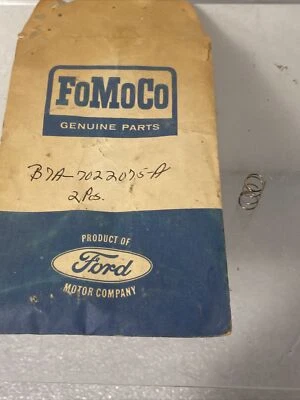 FoMoCo
GENUINE PARTS
B7A-7022075-A
2 Pcs.
PRODUCT OF
Ford
MOTOR COMPANY